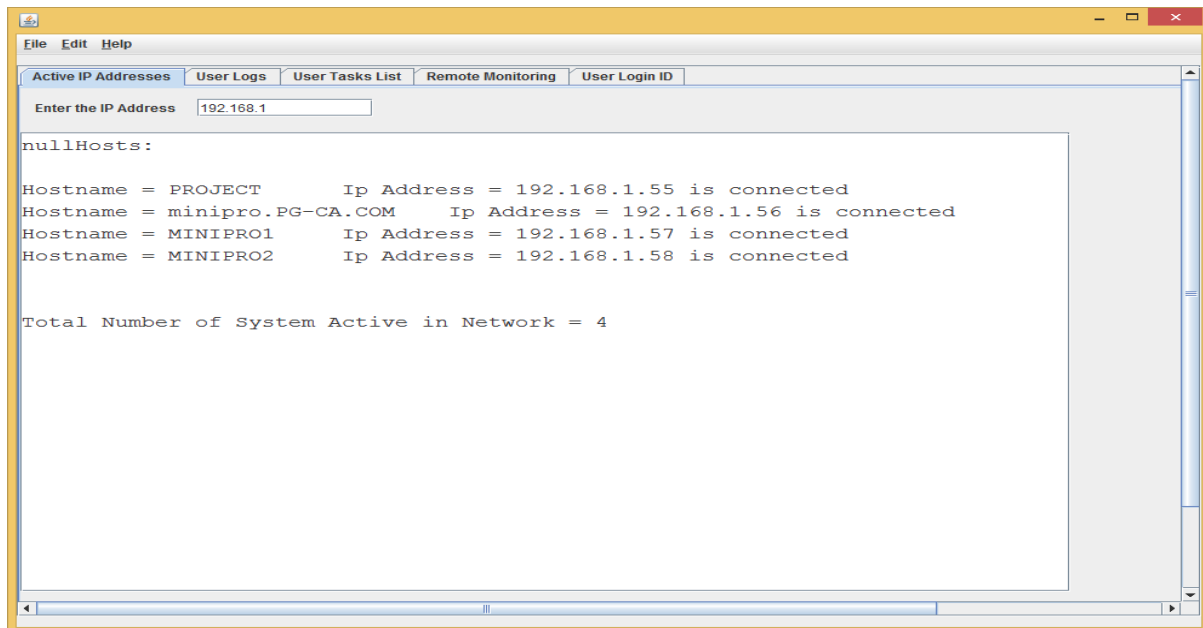 File Edit Help
Active IP Addresses User Logs User Tasks List Remote Monitoring User Login ID
Enter the IP Address 192.168.1
nullHosts:
Hostname = PROJECT Ip Address = 192.168.1.55 is connected
Hostname = minipro.PG-CA.COM Ip Address = 192.168.1.56 is connected
Hostname = MINIPRO1 Ip Address = 192.168.1.57 is connected
Hostname = MINIPRO2 Ip Address = 192.168.1.58 is connected
Total Number of System Active in Network = 4